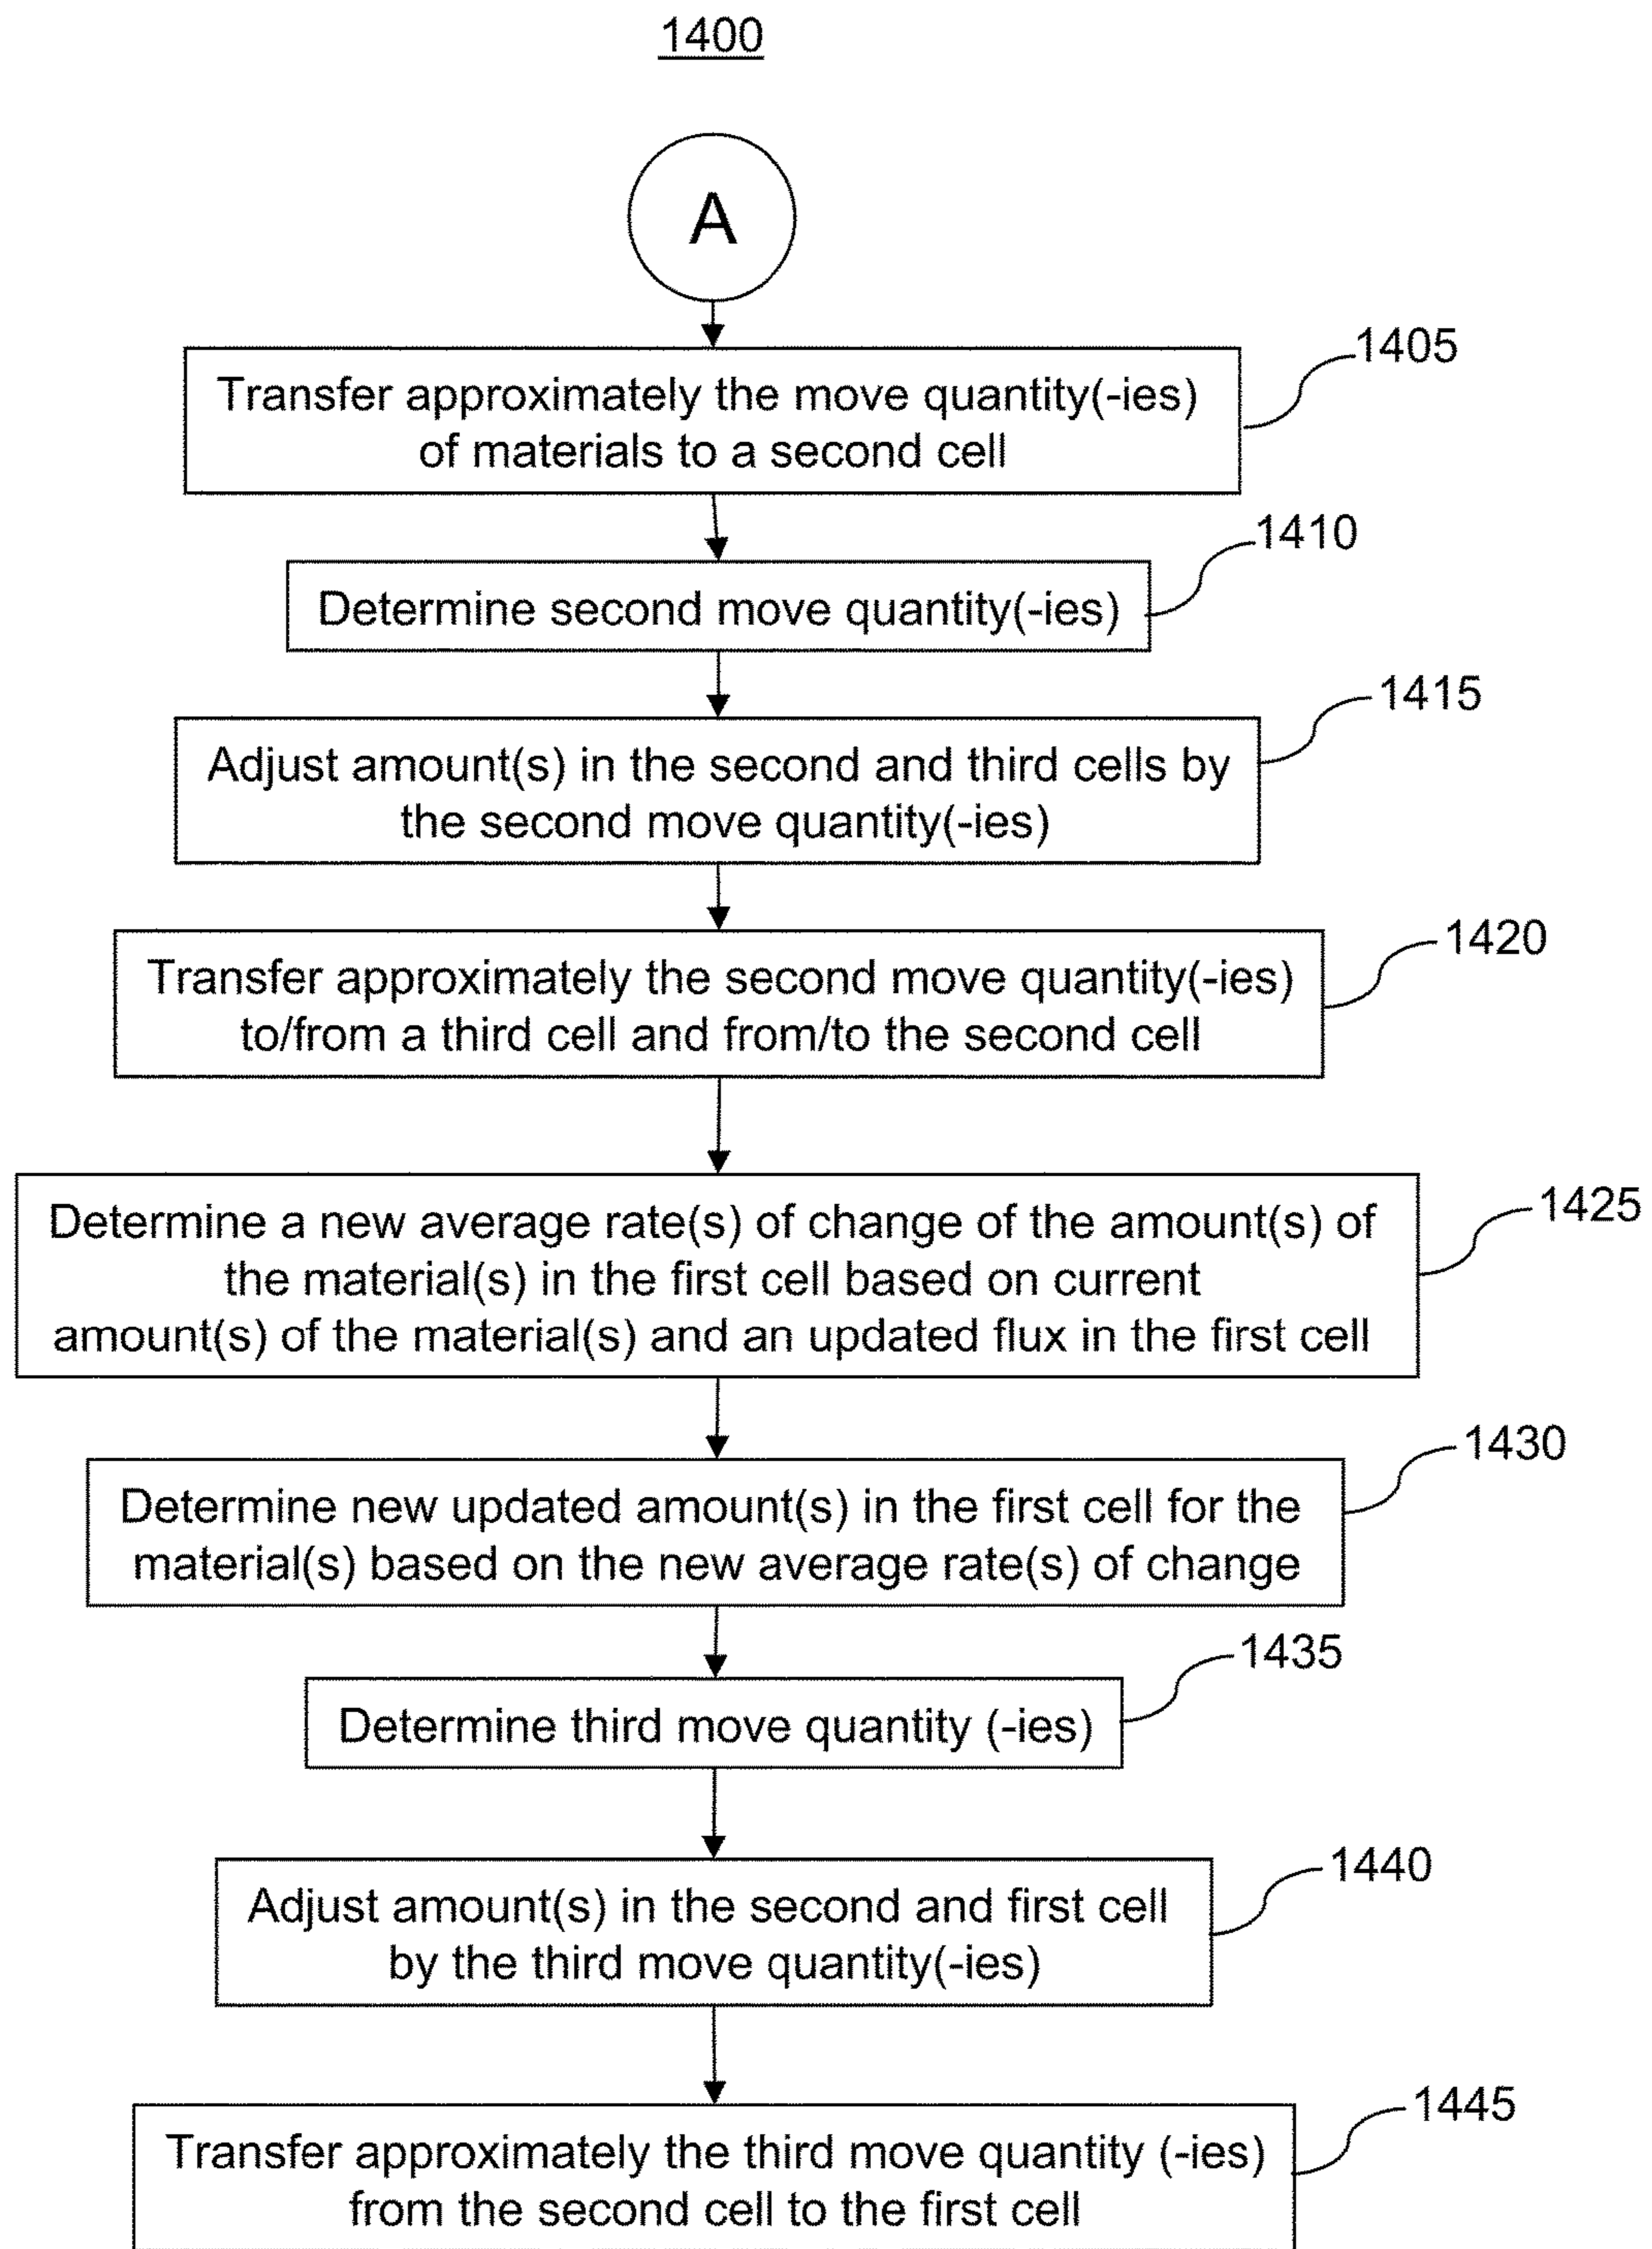 1400
A
1405
Transfer approximately the move quantity(-ies)
of materials to a second cell
1410
Determine second move quantity(-ies)
1415
Adjust amount(s) in the second and third cells by
the second move quantity(-ies)
1420
Transfer approximately the second move quantity(-ies)
to/from a third cell and from/to the second cell
1425
Determine a new average rate(s) of change of the amount(s) of
the material(s) in the first cell based on current
amount(s) of the material(s) and an updated flux in the first cell
1430
Determine new updated amount(s) in the first cell for the
material(s) based on the new average rate(s) of change
1435
Determine third move quantity (-ies)
1440
Adjust amount(s) in the second and first cell
by the third move quantity(-ies)
1445
Transfer approximately the third move quantity (-ies)
from the second cell to the first cell